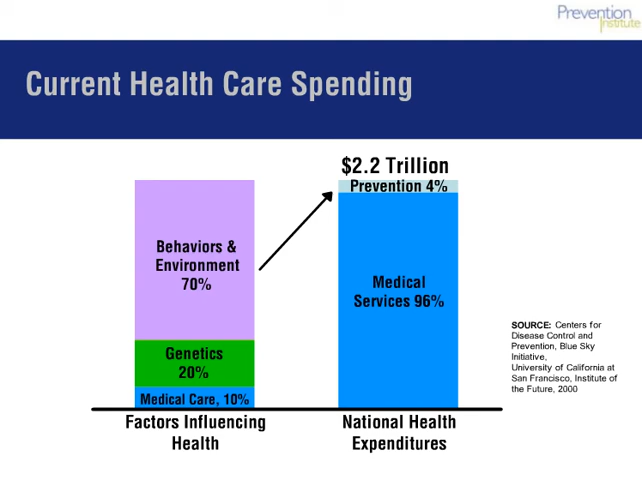 Prevention
Institute
Current Health Care Spending
$2.2 Trillion
Prevention 4%
Behaviors &
Environment
70%
Medical
Services 96%
Genetics
20%
Medical Care, 10%
Factors Influencing
Health
National Health
Expenditures
SOURCE: Centers for
Disease Control and
Prevention, Blue Sky
Initiative,
University of California at
San Francisco, Institute of
the Future, 2000